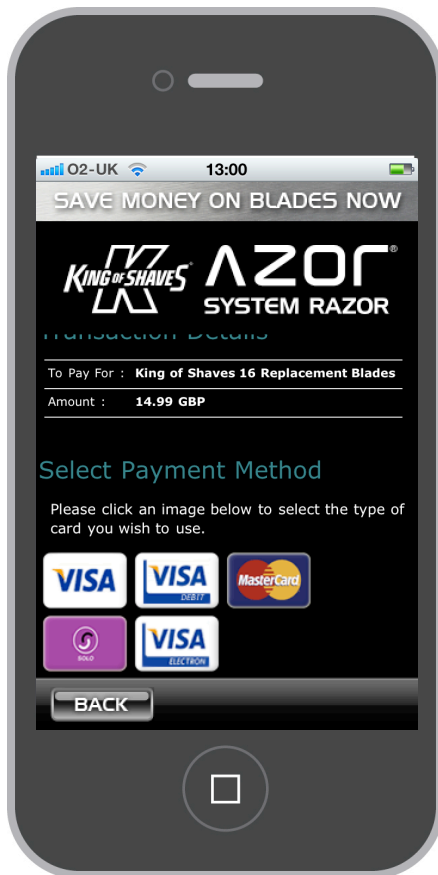 O2-UK 13:00
SAVE MONEY ON BLADES NOW
KING OF SHAVES
AZOR®
SYSTEM RAZOR
Transaction Details
To Pay For : King of Shaves 16 Replacement Blades
Amount : 14.99 GBP
Select Payment Method
Please click an image below to select the type of
card you wish to use.
VISA VISA DEBIT MasterCard
S SOLO VISA ELECTRON
BACK